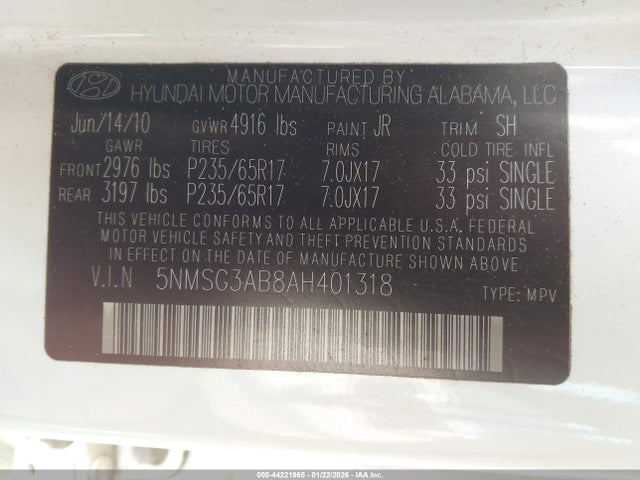 MANUFACTURED BY
HYUNDAI MOTOR MANUFACTURING ALABAMA, LLC
Jun/14/10 GVWR 4916 lbs PAINT JR TRIM SH
GAWR TIRES RIMS COLD TIRE INFL
FRONT 2976 lbs P235/65R17 7.0JX17 33 psi SINGLE
REAR 3197 lbs P235/65R17 7.0JX17 33 psi SINGLE
THIS VEHICLE CONFORMS TO ALL APPLICABLE U.S.A. FEDERAL
MOTOR VEHICLE SAFETY AND THEFT PREVENTION STANDARDS
IN EFFECT ON THE DATE OF MANUFACTURE SHOWN ABOVE.
V.I.N 5NMSG3AB8AH401318 TYPE: MPV
000-44221965 - 01/22/2026 - IAAI.COM